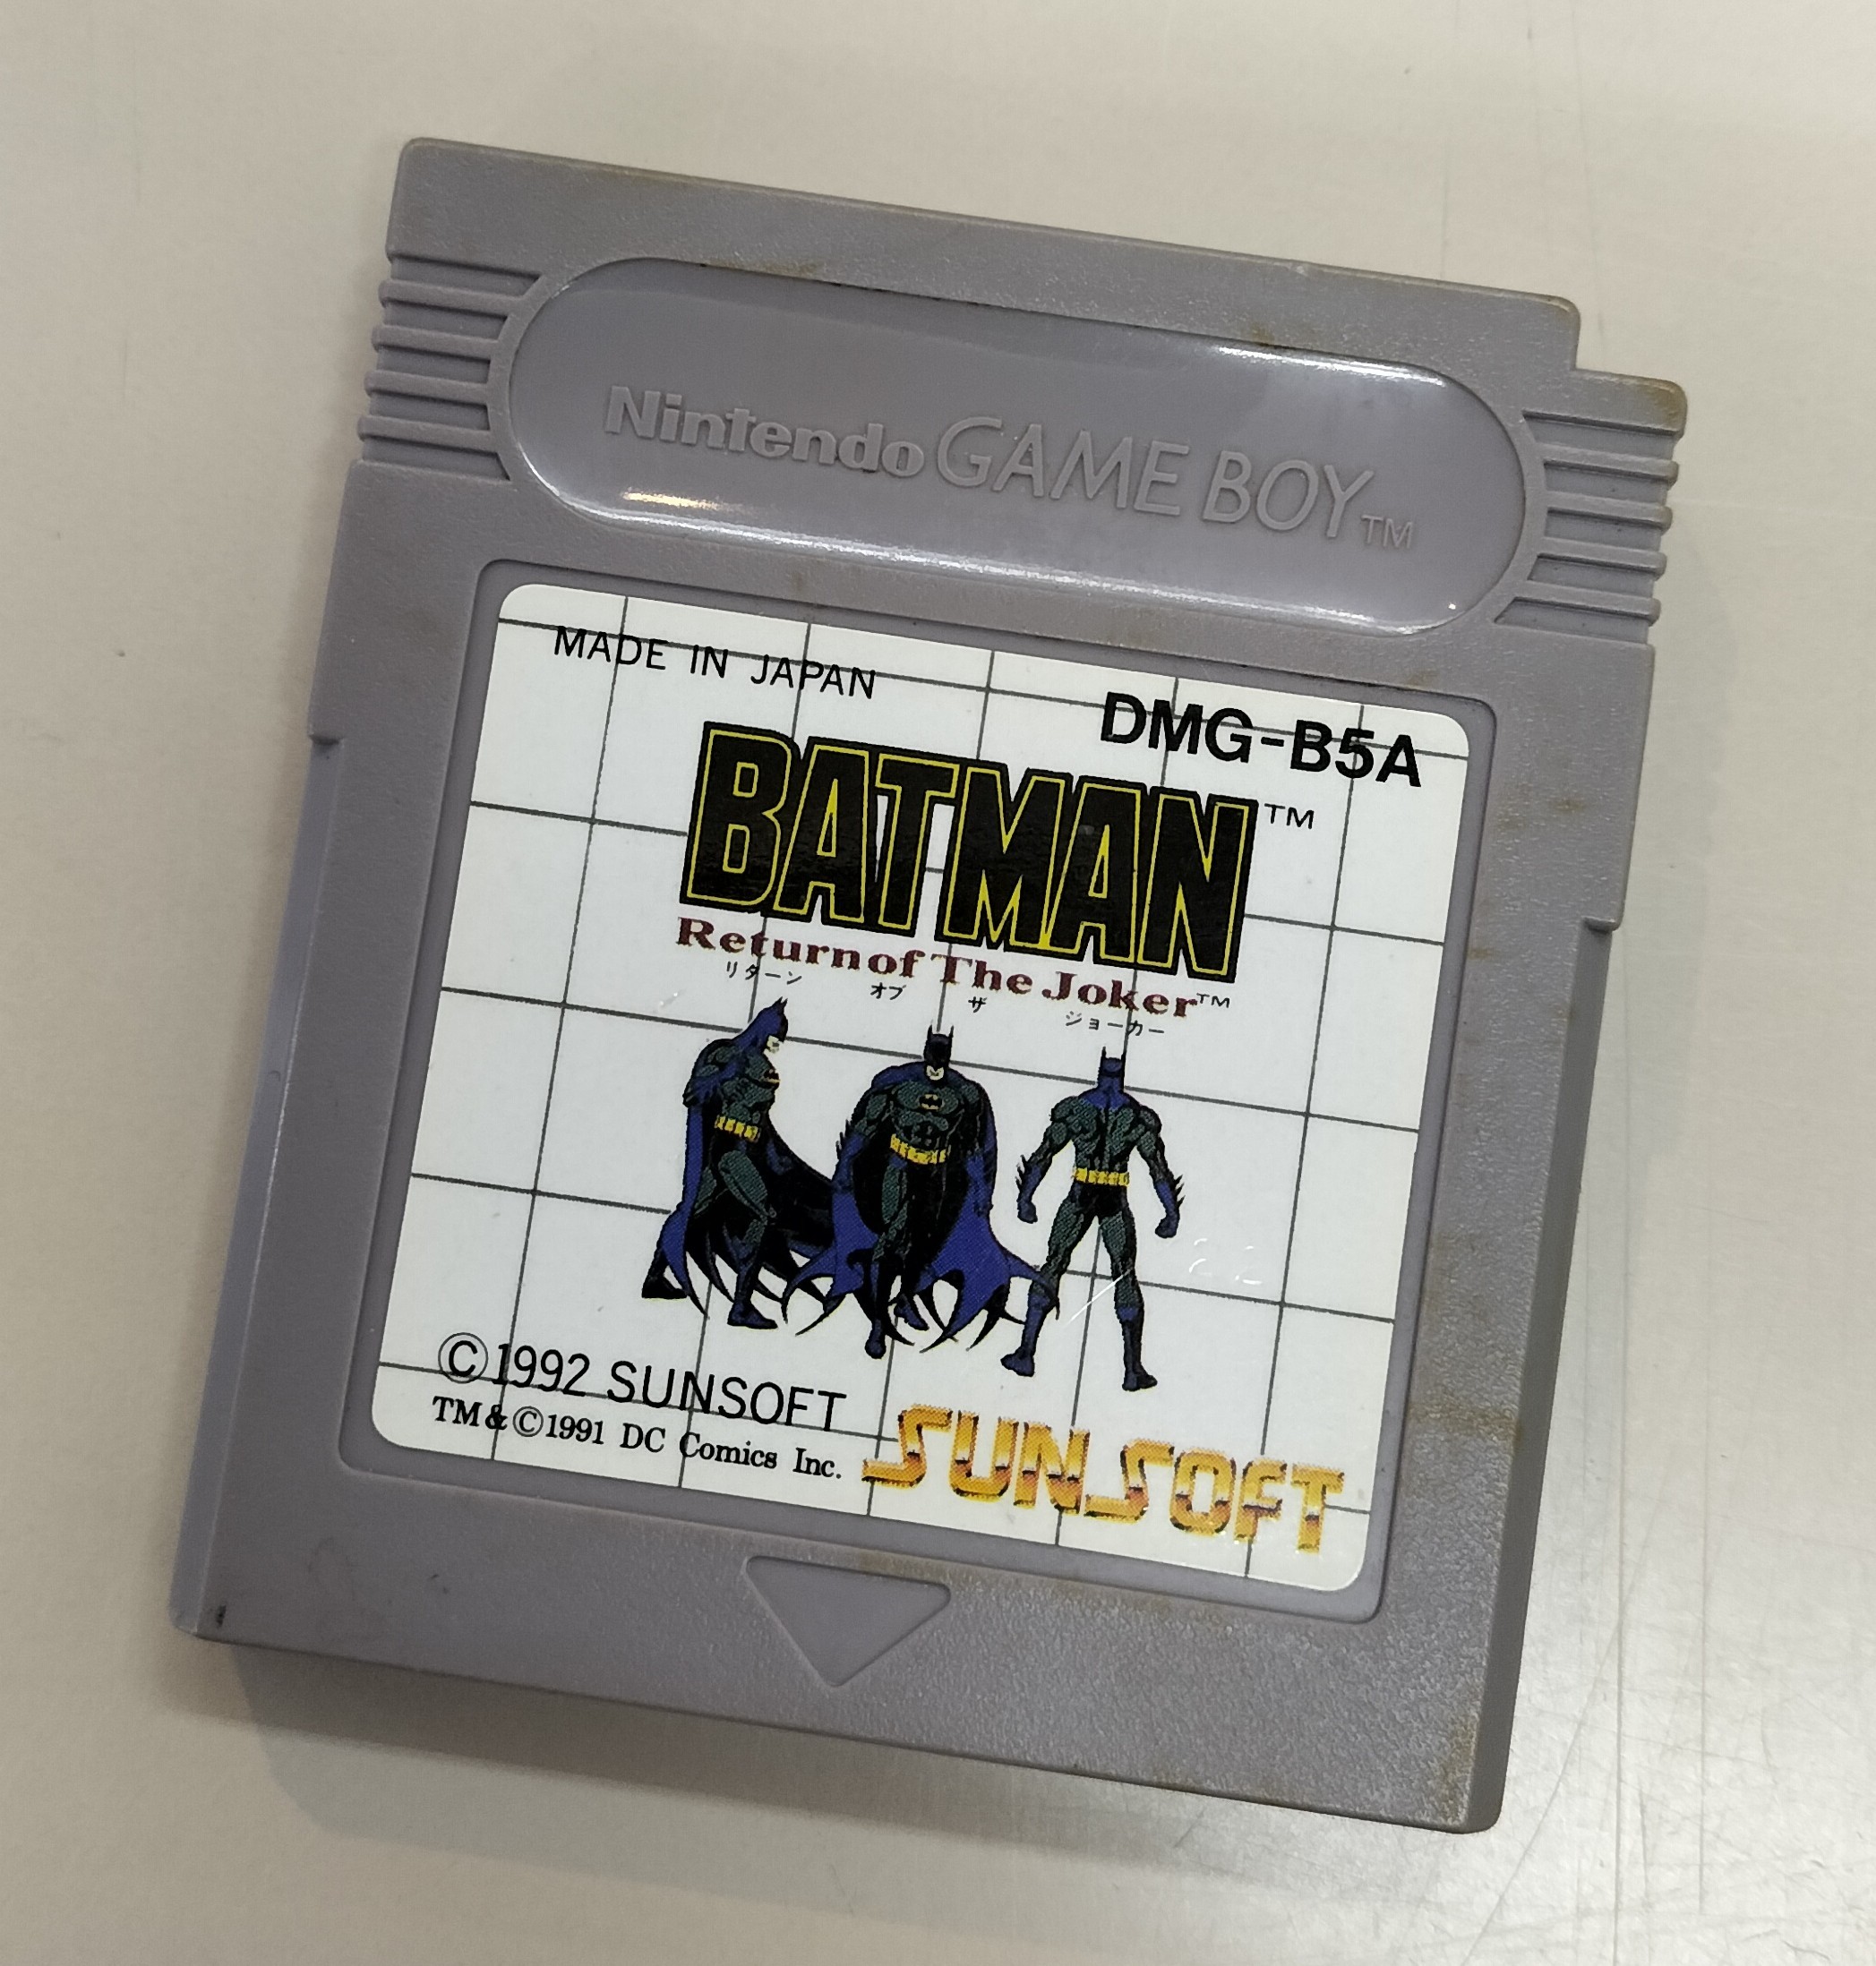 Nintendo GAME BOY™
MADE IN JAPAN
DMG-B5A
BATMAN™
Return of The Joker™
リターン オブ ザ ジョーカー
©1992 SUNSOFT
TM&©1991 DC Comics Inc.
SUNSOFT